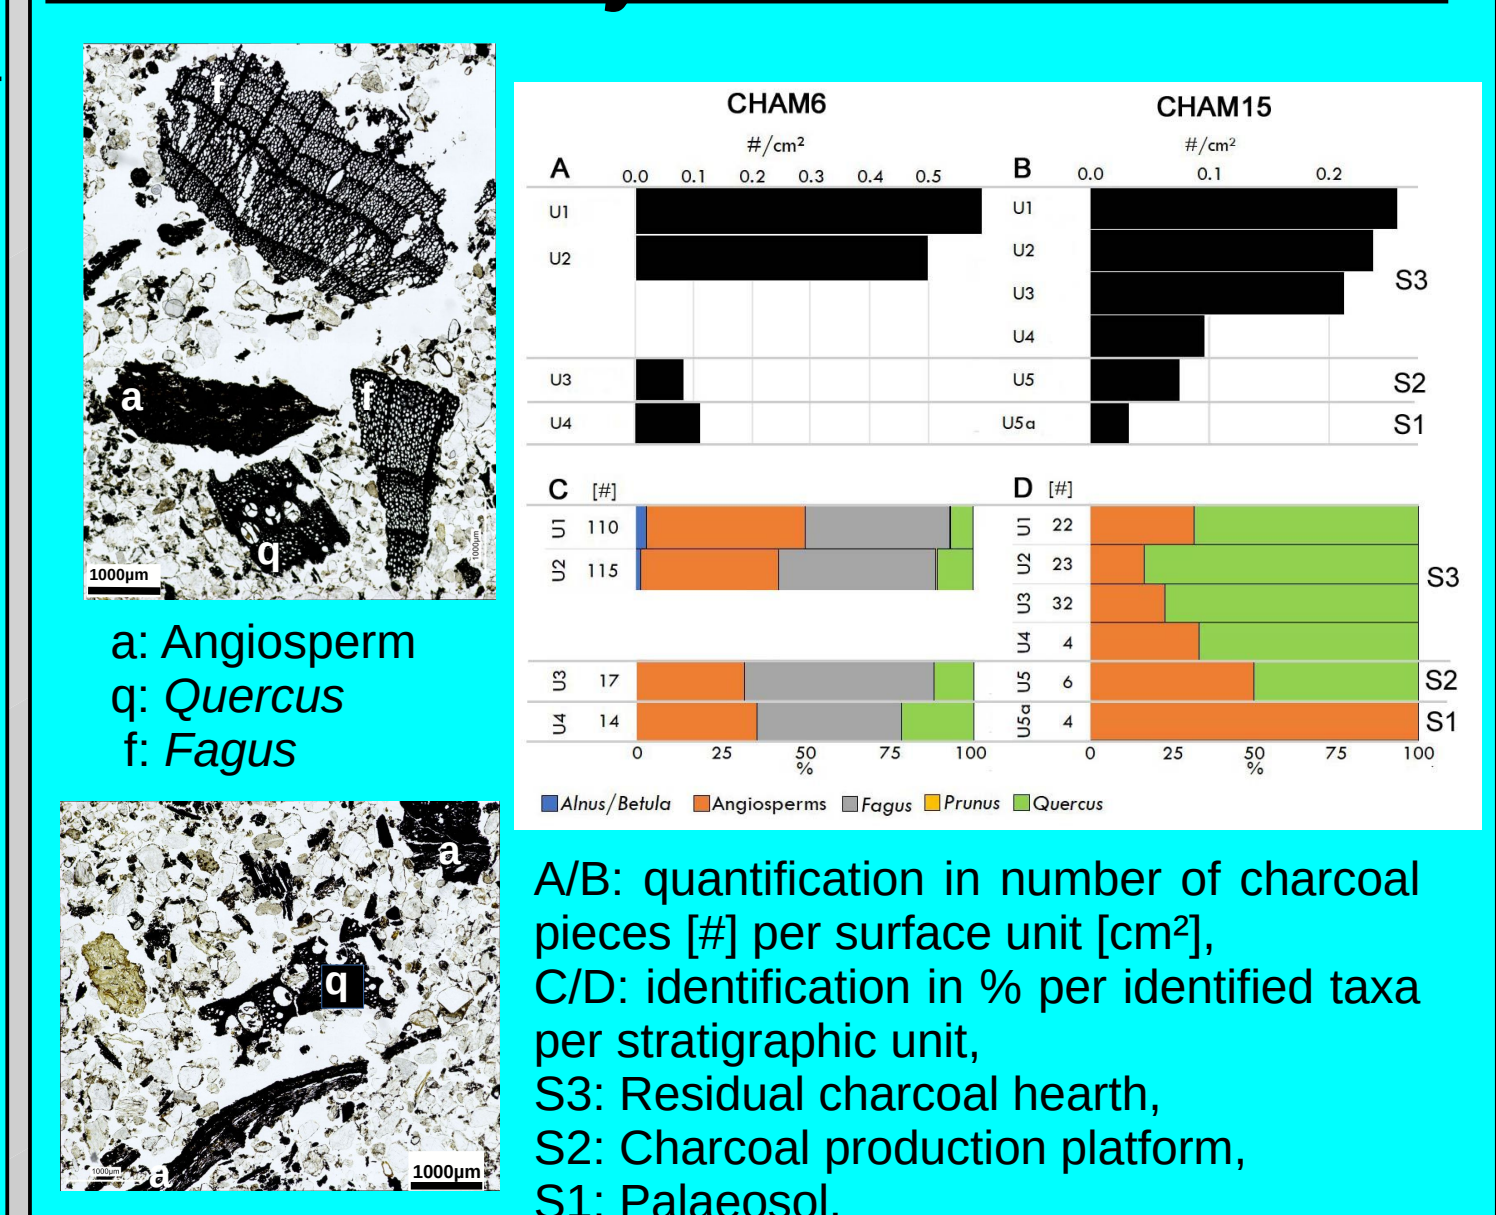 f
a
f
q
1000µm
1000µm
a: Angiosperm
q: Quercus
f: Fagus
a
q
a
1000µm
1000µm
CHAM6
#/cm²
A
0.0 0.1 0.2 0.3 0.4 0.5
U1
U2
U3
U4
CHAM15
#/cm²
B
0.0 0.1 0.2
U1
U2
U3
U4
U5
U5a
S3
S2
S1
C [#]
U1 110
U2 115
U3 17
U4 14
0 25 50 75 100
%
D [#]
U1 22
U2 23
U3 32
U4 4
U5 6
U5a 4
S3
S2
S1
0 25 50 75 100
%
Alnus/Betula Angiosperms Fagus Prunus Quercus
A/B: quantification in number of charcoal
pieces [#] per surface unit [cm²],
C/D: identification in % per identified taxa
per stratigraphic unit,
S3: Residual charcoal hearth,
S2: Charcoal production platform,
S1: Palaeosol.